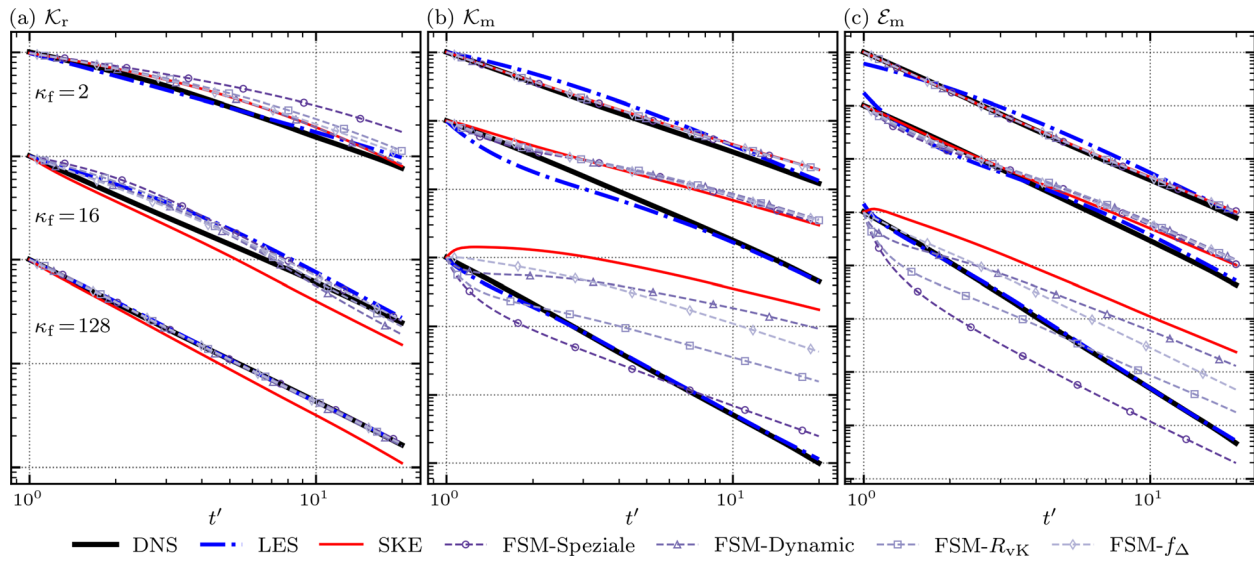 (a) 𝒦r (b) 𝒦m (c) ℰm
κf = 2
κf = 16
κf = 128
10⁰ 10¹ 10⁰ 10¹ 10⁰ 10¹
t′ t′ t′
DNS LES SKE FSM-Speziale FSM-Dynamic FSM-RvK FSM-fΔ